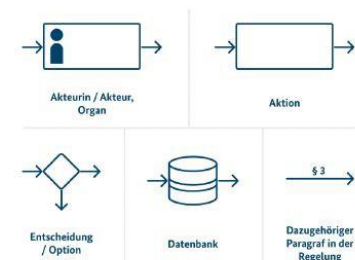 Akteurin / Akteur,
Organ
Aktion
§ 3
Entscheidung
/ Option
Datenbank
Dazugehöriger
Paragraf in der
Regelung